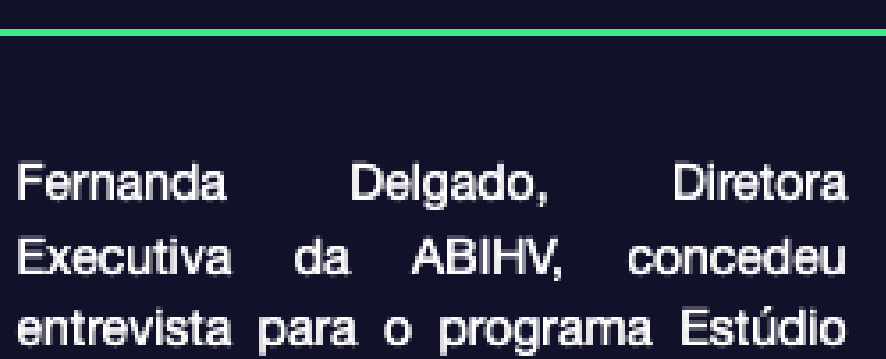 Fernanda Delgado, Diretora
Executiva da ABIHV, concedeu
entrevista para o programa Estúdio